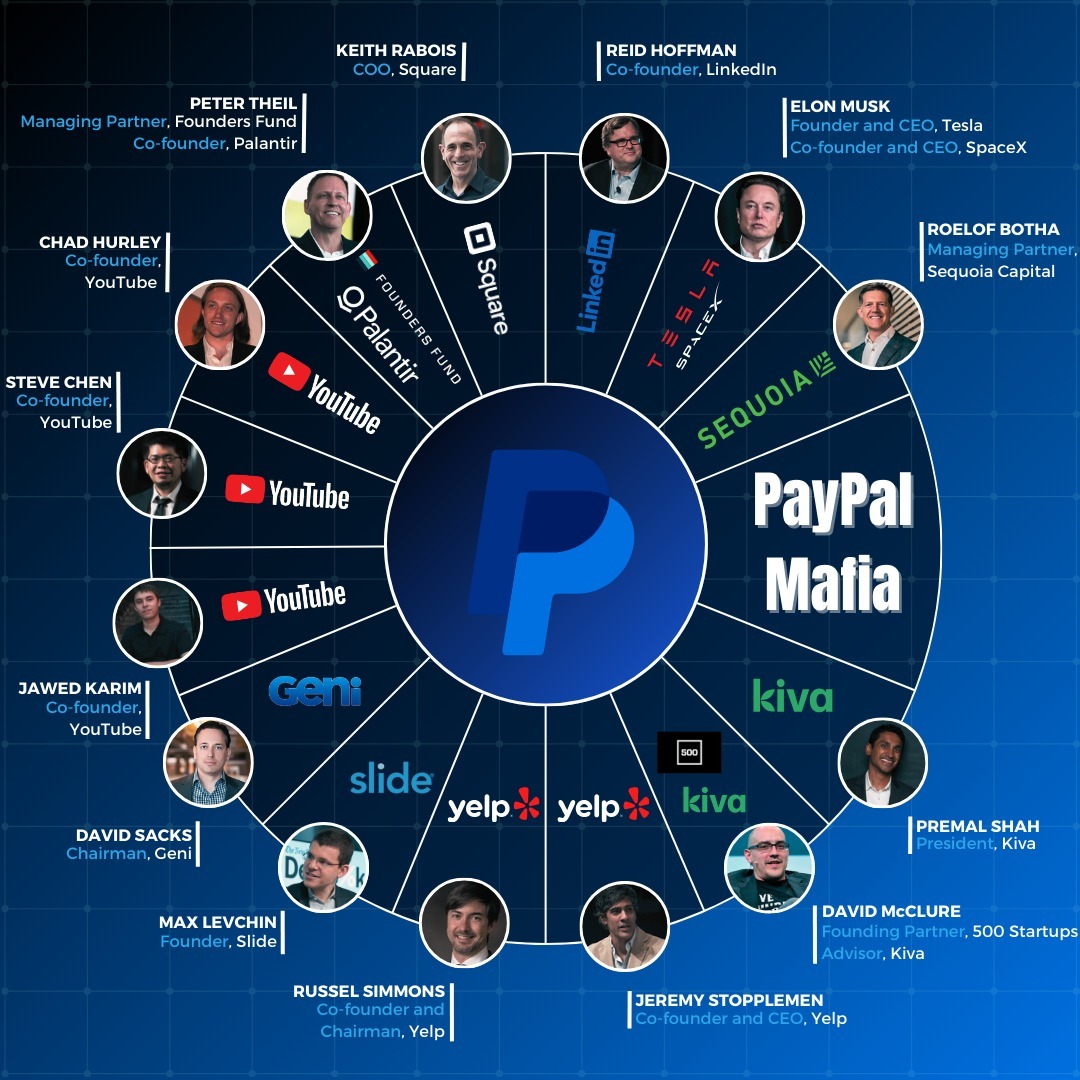 KEITH RABOIS
COO, Square
REID HOFFMAN
Co-founder, LinkedIn
PETER THEIL
Managing Partner, Founders Fund
Co-founder, Palantir
ELON MUSK
Founder and CEO, Tesla
Co-founder and CEO, SpaceX
CHAD HURLEY
Co-founder,
YouTube
ROELOF BOTHA
Managing Partner,
Sequoia Capital
STEVE CHEN
Co-founder,
YouTube
FOUNDERS FUND
Palantir
Square
LinkedIn
TESLA
SPACEX
SEQUOIA
YouTube
YouTube
YouTube
PayPal
Mafia
JAWED KARIM
Co-founder,
YouTube
Geni
slide
yelp
yelp
500
kiva
kiva
DAVID SACKS
Chairman, Geni
PREMAL SHAH
President, Kiva
MAX LEVCHIN
Founder, Slide
DAVID McCLURE
Founding Partner, 500 Startups
Advisor, Kiva
RUSSEL SIMMONS
Co-founder and
Chairman, Yelp
JEREMY STOPPLEMEN
Co-founder and CEO, Yelp